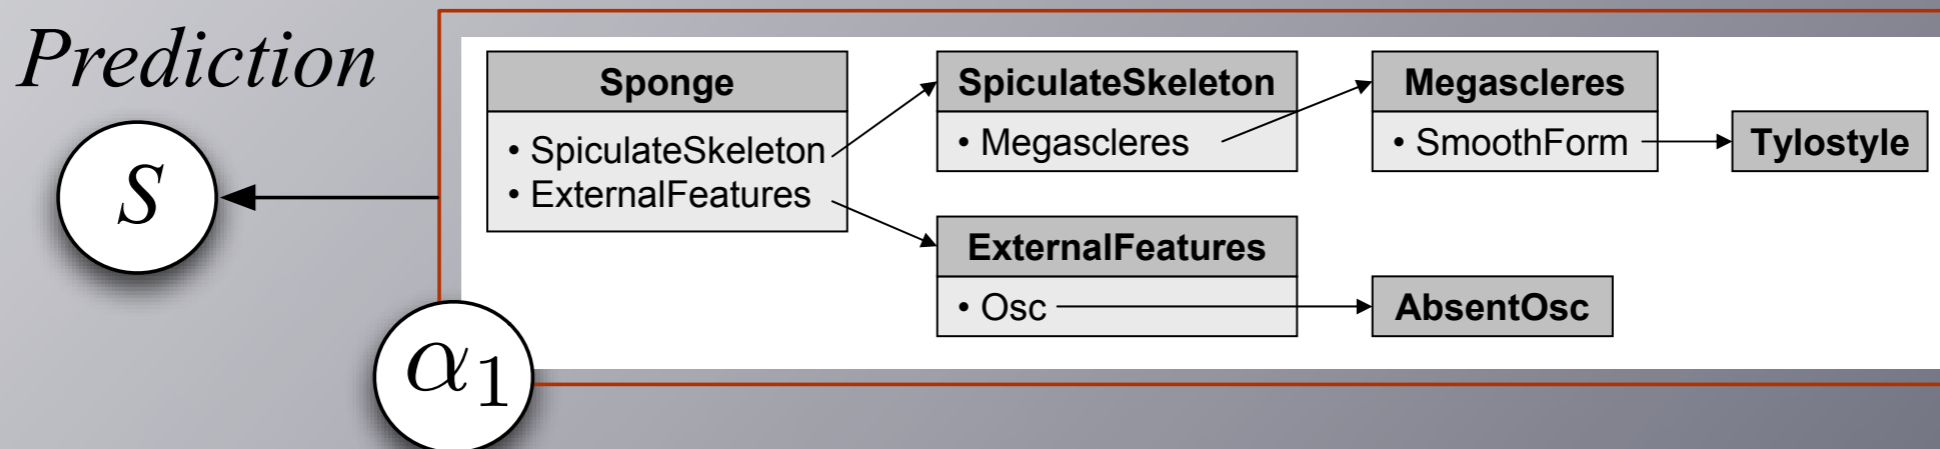 Prediction
S
α1
Sponge
• SpiculateSkeleton
• ExternalFeatures
SpiculateSkeleton
• Megascleres
Megascleres
• SmoothForm
Tylostyle
ExternalFeatures
• Osc
AbsentOsc